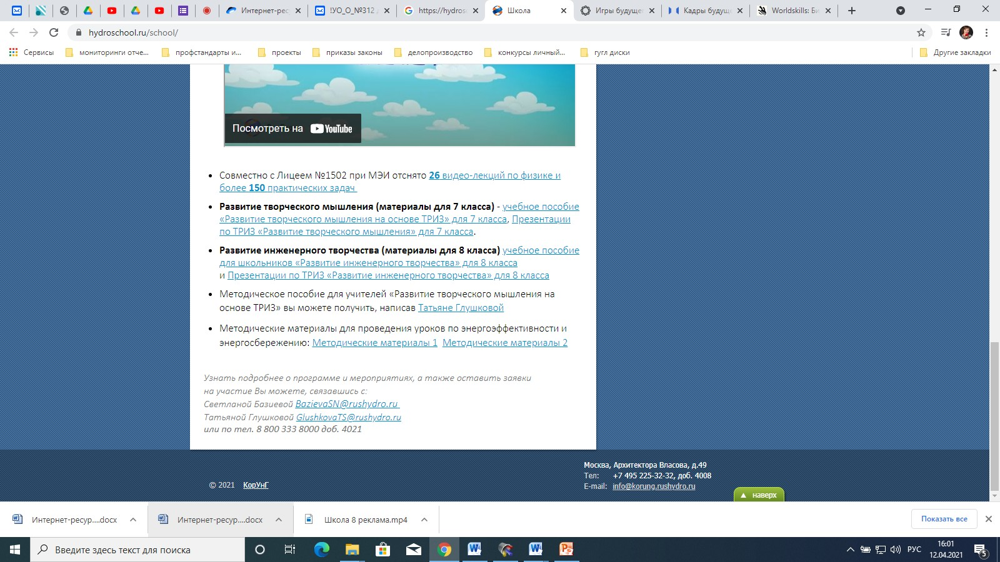 Интернет-рес
!УО_О_№312
https://hydros
Школа
Игры будущег
Кадры будущ
Worldskills: Би
hydroschool.ru/school/
Сервисы
мониторинги отче...
профстандарты и...
проекты
приказы законы
делопроизводство
конкурсы личный...
гугл диски
Другие закладки
Посмотреть на YouTube
• Совместно с Лицеем №1502 при МЭИ отснято 26 видео-лекций по физике и
более 150 практических задач
• Развитие творческого мышления (материалы для 7 класса) - учебное пособие
«Развитие творческого мышления на основе ТРИЗ» для 7 класса, Презентации
по ТРИЗ «Развитие творческого мышления» для 7 класса.
• Развитие инженерного творчества (материалы для 8 класса) учебное пособие
для школьников «Развитие инженерного творчества» для 8 класса
и Презентации по ТРИЗ «Развитие инженерного творчества» для 8 класса
• Методическое пособие для учителей «Развитие творческого мышления на
основе ТРИЗ» вы можете получить, написав Татьяне Глушковой
• Методические материалы для проведения уроков по энергоэффективности и
энергосбережению: Методические материалы 1 Методические материалы 2
Узнать подробнее о программе и мероприятиях, а также оставить заявки
на участие Вы можете, связавшись с:
Светланой Базиевой BazievaSN@rushydro.ru
Татьяной Глушковой GlushkovaTS@rushydro.ru
или по тел. 8 800 333 8000 доб. 4021
Москва, Архитектора Власова, д.49
Тел: +7 495 225-32-32, доб. 4008
E-mail: info@korung.rushydro.ru
© 2021 КорУнГ
наверх
Интернет-ресур....docx
Интернет-ресур....docx
Школа 8 реклама.mp4
Показать все
Введите здесь текст для поиска
РУС
16:01
12.04.2021
5